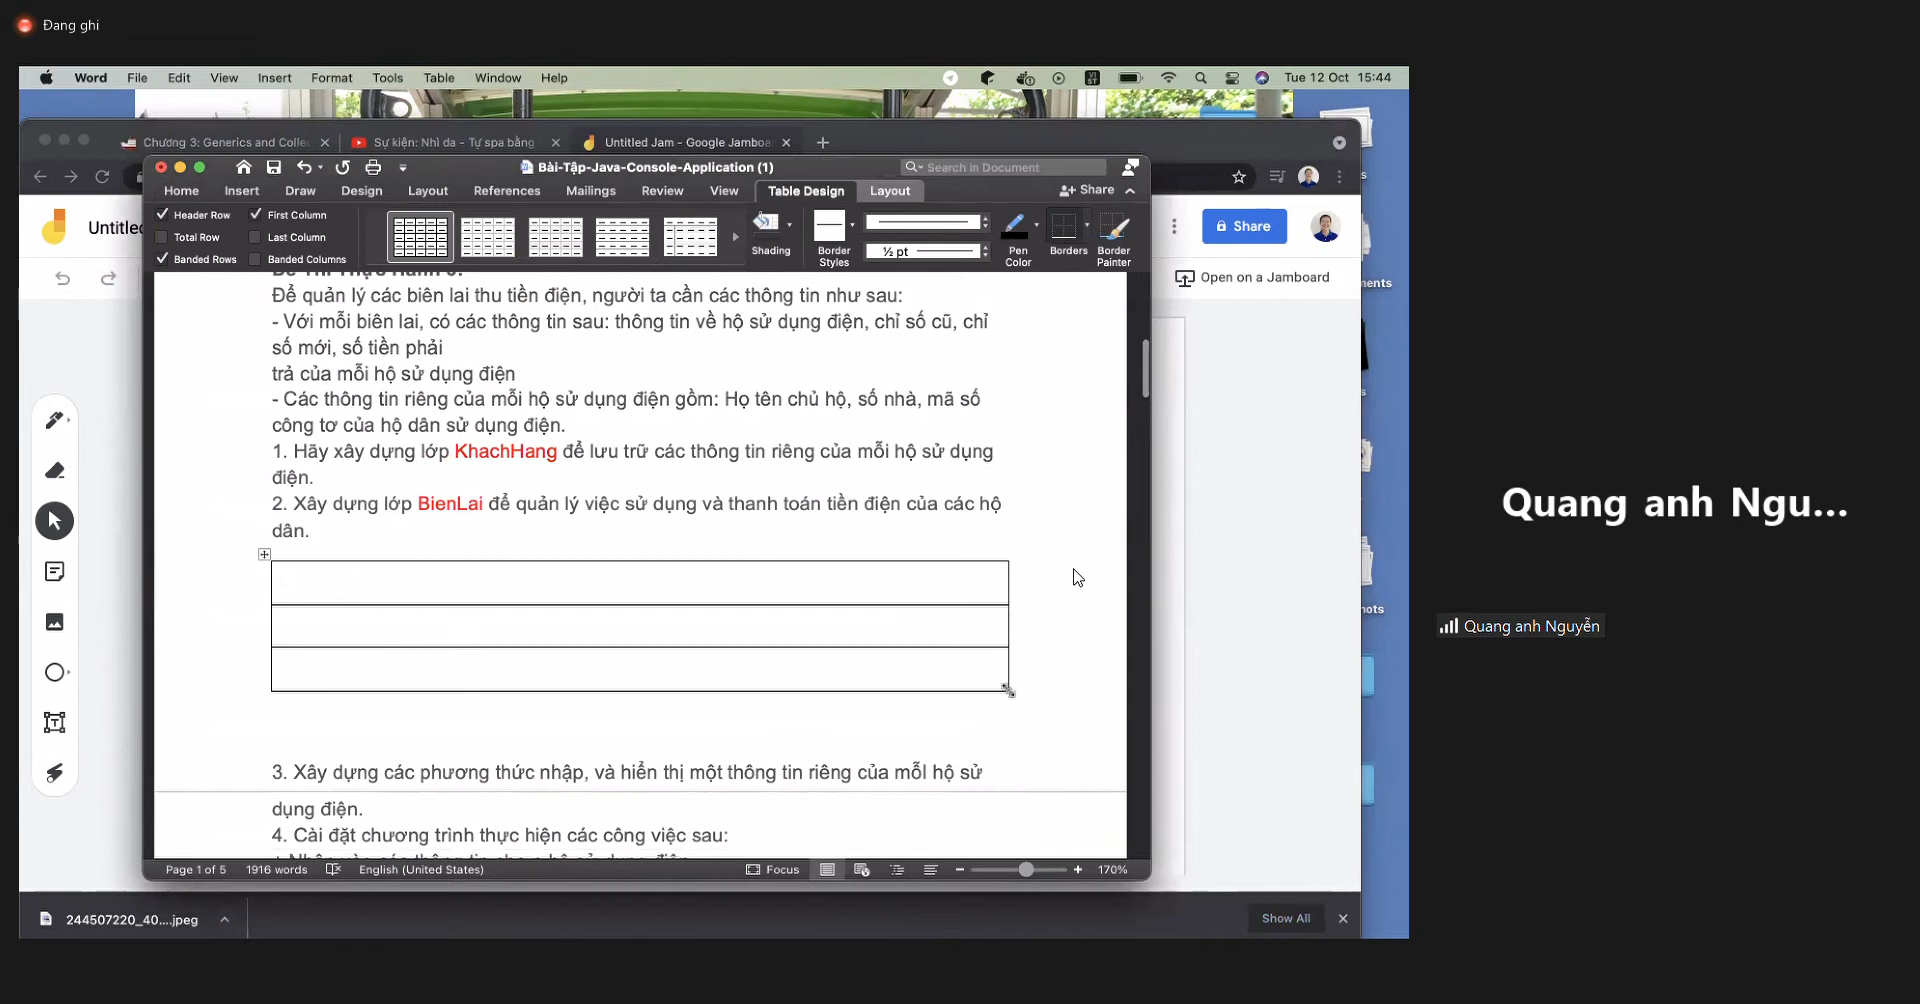 Đang ghi
Word File Edit View Insert Format Tools Table Window Help
Tue 12 Oct 15:44
Chương 3: Generics and Collec
Sự kiện: Nhì da - Tự spa bằng
Untitled Jam - Google Jamboa
Bài-Tập-Java-Console-Application (1)
Search in Document
Home Insert Draw Design Layout References Mailings Review View Table Design Layout
Share
Header Row First Column
Total Row Last Column
Banded Rows Banded Columns
Shading
Border Styles
½ pt
Pen Color
Borders
Border Painter
Untitle
Share
Open on a Jamboard
Để quản lý các biên lai thu tiền điện, người ta cần các thông tin như sau:
- Với mỗi biên lai, có các thông tin sau: thông tin về hộ sử dụng điện, chỉ số cũ, chỉ
số mới, số tiền phải
trả của mỗi hộ sử dụng điện
- Các thông tin riêng của mỗi hộ sử dụng điện gồm: Họ tên chủ hộ, số nhà, mã số
công tơ của hộ dân sử dụng điện.
1. Hãy xây dựng lớp KhachHang để lưu trữ các thông tin riêng của mỗi hộ sử dụng
điện.
2. Xây dựng lớp BienLai để quản lý việc sử dụng và thanh toán tiền điện của các hộ
dân.
3. Xây dựng các phương thức nhập, và hiển thị một thông tin riêng của mỗI hộ sử
dụng điện.
4. Cài đặt chương trình thực hiện các công việc sau:
Page 1 of 5 1916 words English (United States) Focus 170%
244507220_40....jpeg
Show All
Quang anh Ngu...
Quang anh Nguyễn